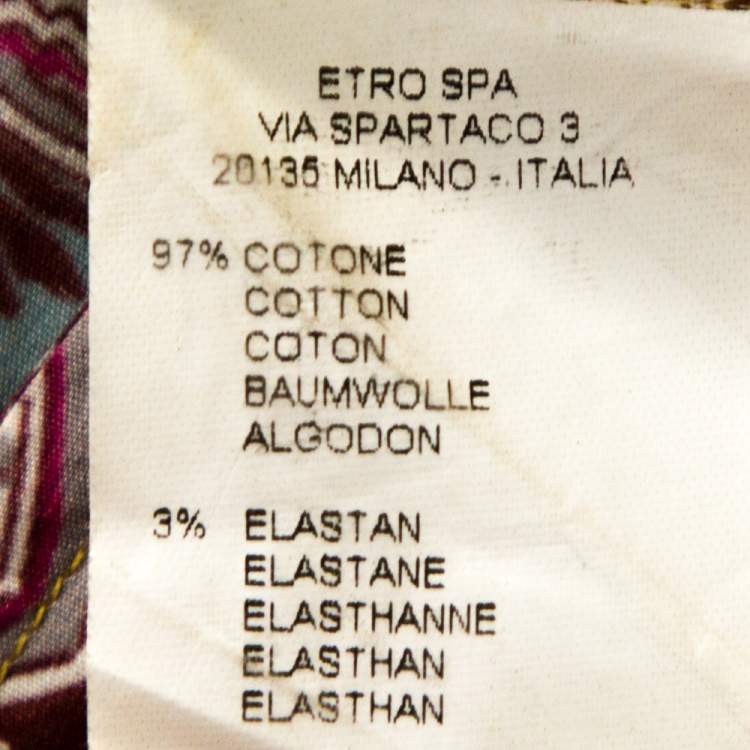 ETRO SPA
VIA SPARTACO 3
20135 MILANO - ITALIA
97% COTONE
COTTON
COTON
BAUMWOLLE
ALGODON
3% ELASTAN
ELASTANE
ELASTHANNE
ELASTHAN
ELASTHAN